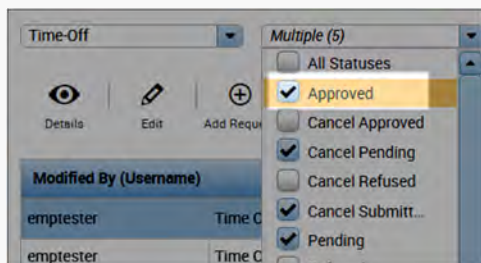 Time-Off
Multiple (5)
All Statuses
Approved
Cancel Approved
Cancel Pending
Cancel Refused
Cancel Submitt...
Pending
Details
Edit
Add Reque
Modified By (Username)
emptester
Time O
emptester
Time O